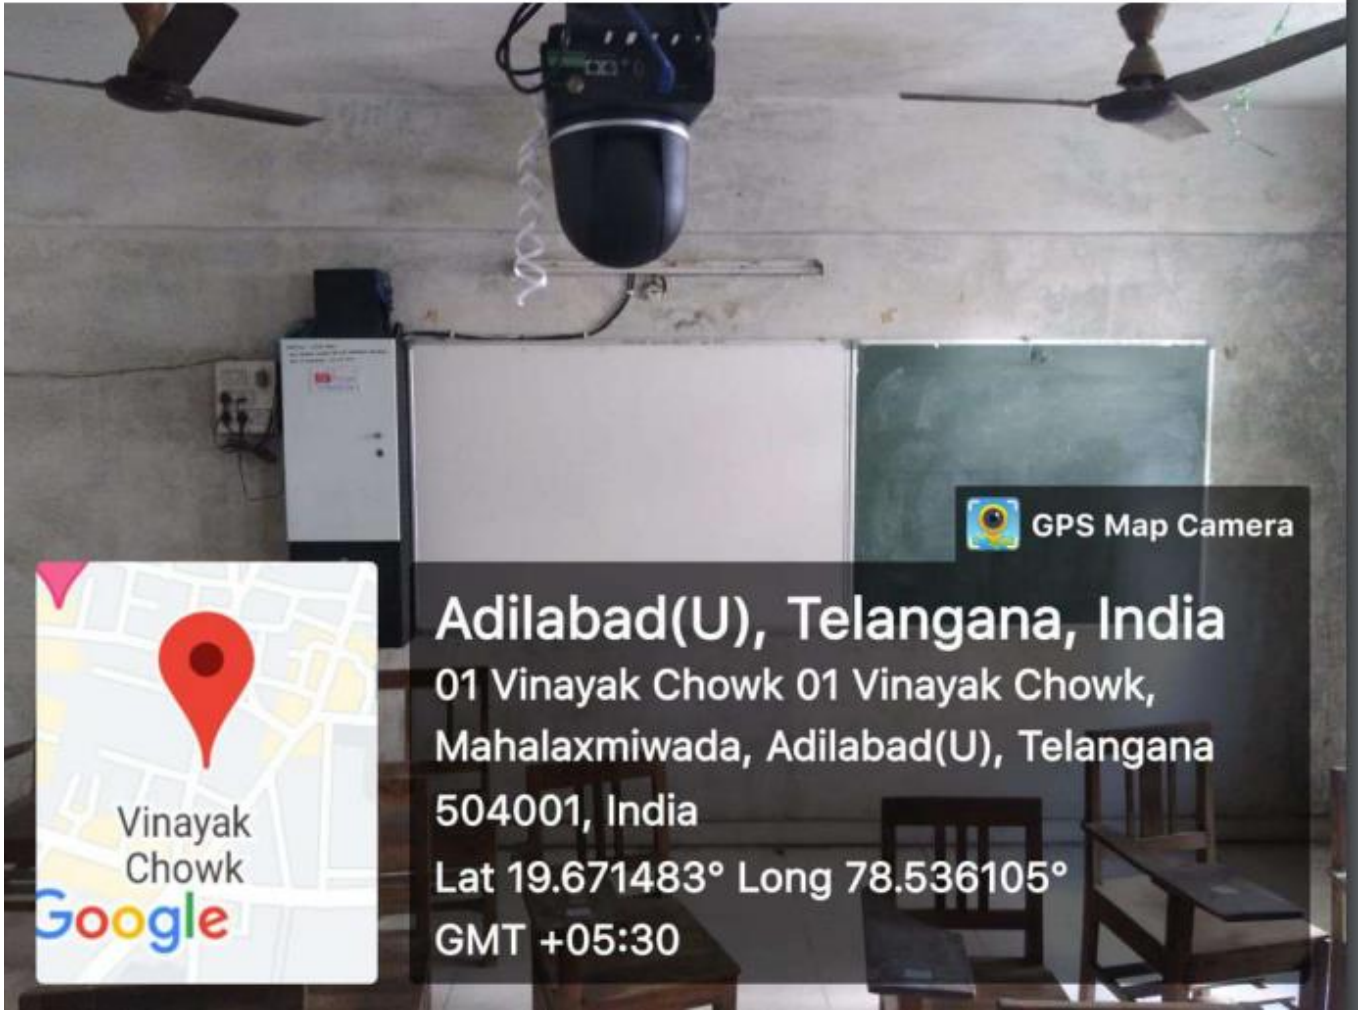 GPS Map Camera
Adilabad(U), Telangana, India
01 Vinayak Chowk 01 Vinayak Chowk,
Mahalaxmiwada, Adilabad(U), Telangana
504001, India
Lat 19.671483° Long 78.536105°
GMT +05:30
Vinayak
Chowk
Google